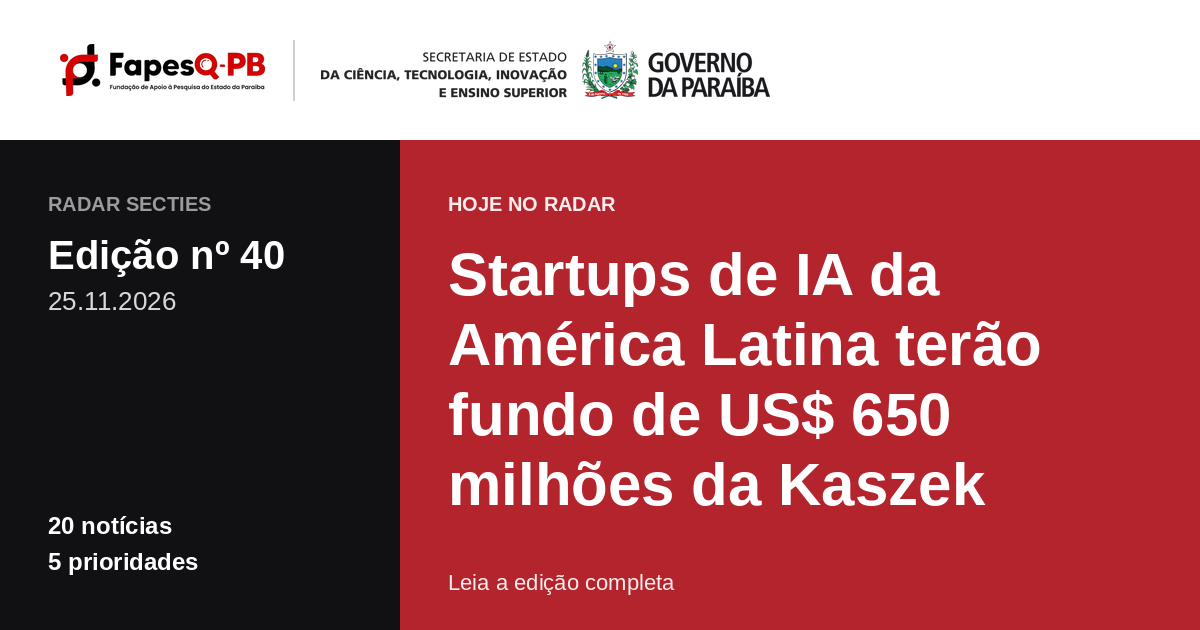 FapesQ-PB
Fundação de Apoio à Pesquisa do Estado da Paraíba
SECRETARIA DE ESTADO
DA CIÊNCIA, TECNOLOGIA, INOVAÇÃO
E ENSINO SUPERIOR
GOVERNO
DA PARAÍBA
RADAR SECTIES
Edição nº 40
25.11.2026
20 notícias
5 prioridades
HOJE NO RADAR
Startups de IA da
América Latina terão
fundo de US$ 650
milhões da Kaszek
Leia a edição completa